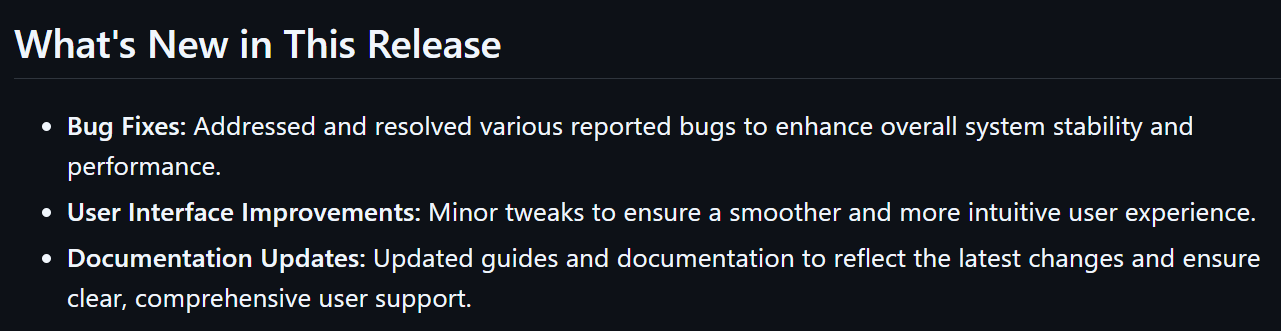 What's New in This Release
• Bug Fixes: Addressed and resolved various reported bugs to enhance overall system stability and
performance.
• User Interface Improvements: Minor tweaks to ensure a smoother and more intuitive user experience.
• Documentation Updates: Updated guides and documentation to reflect the latest changes and ensure
clear, comprehensive user support.